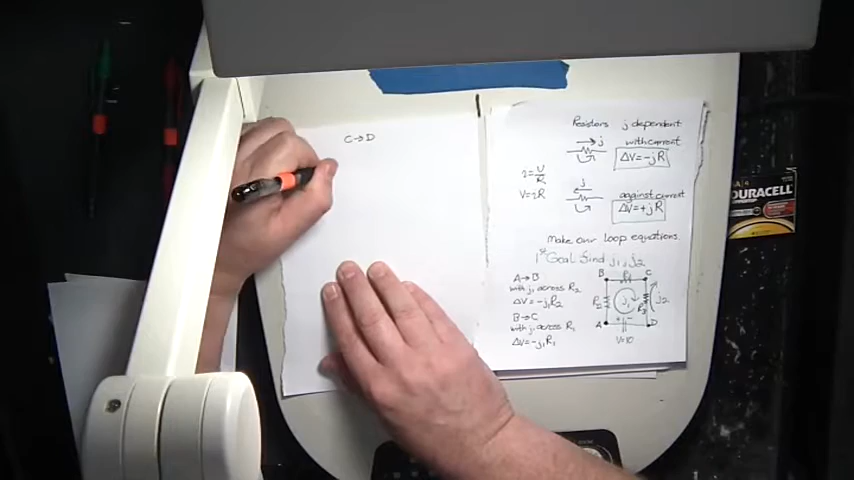 C→D
Resistors j dependent
→ j with current
ΔV=-jR
i=V/R
V=iR
← j against current
ΔV=+jR
Make our loop equations.
1st Goal find j₁, j₂
A→B
with j₁ across R₂
ΔV=-j₁R₂
B→C
with j₁ across R₁
ΔV=-j₁R₁
B R₁ C
R₂ j₁ R₃ j₂
A + - D
V=10
DURACELL